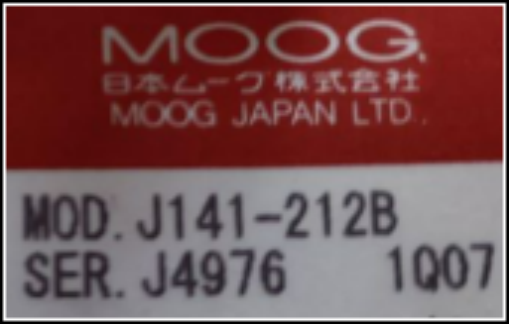 MOOG.
日本ムーグ株式会社
MOOG JAPAN LTD.,
MOD. J141-212B
SER. J4976 1Q07